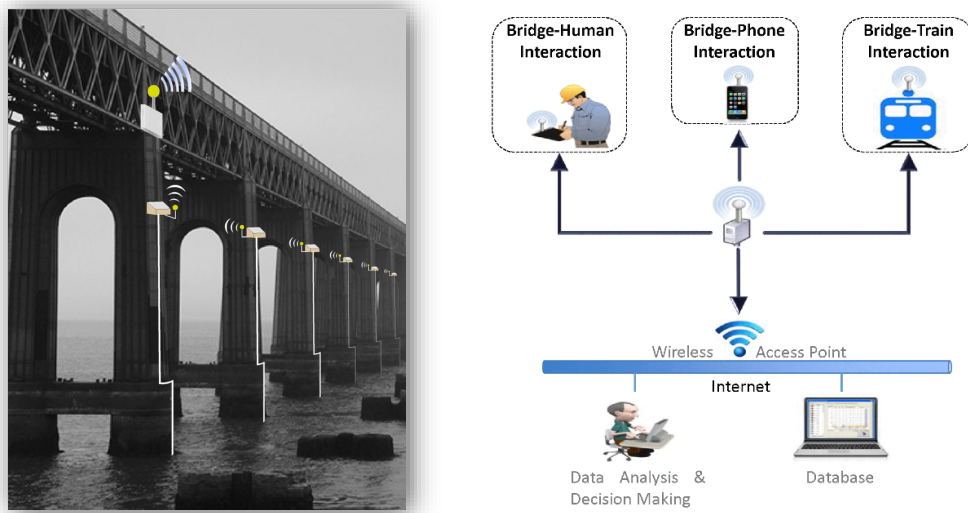 Bridge-Human
Interaction
Bridge-Phone
Interaction
Bridge-Train
Interaction
Wireless Access Point
Internet
Data Analysis &
Decision Making
Database